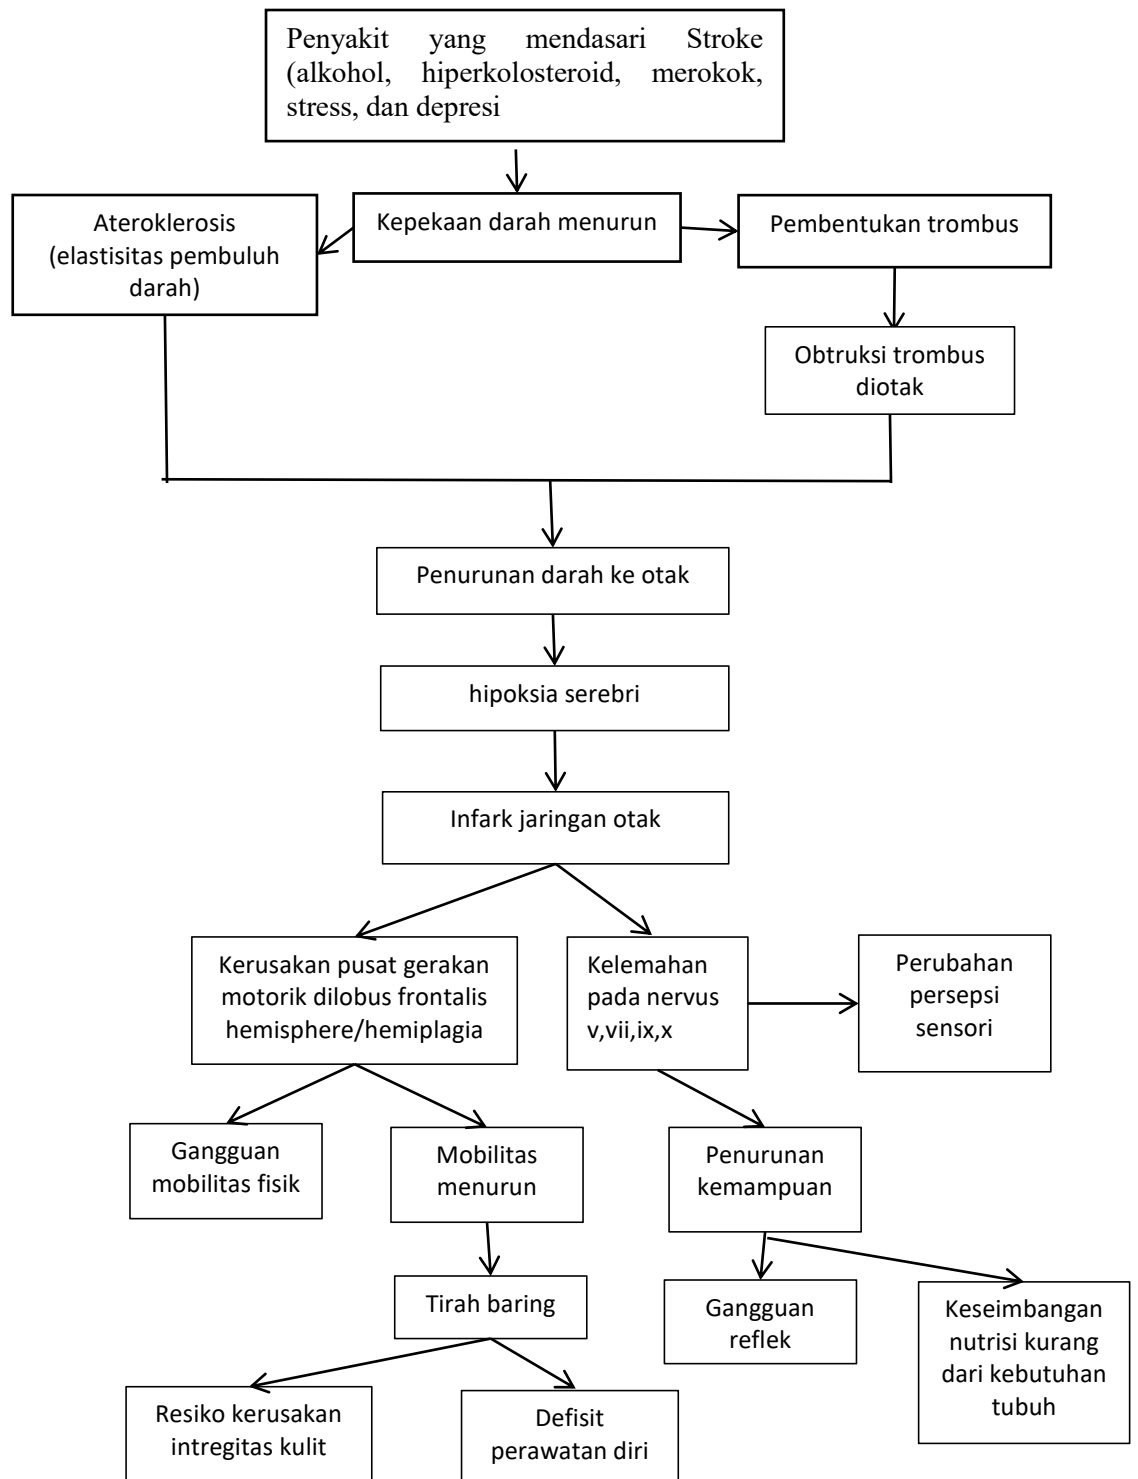 Penyakit yang mendasari Stroke
(alkohol, hiperkolosteroid, merokok,
stress, dan depresi
Ateroklerosis
(elastisitas pembuluh
darah)
Kepekaan darah menurun
Pembentukan trombus
Obtruksi trombus
diotak
Penurunan darah ke otak
hipoksia serebri
Infark jaringan otak
Kerusakan pusat gerakan
motorik dilobus frontalis
hemisphere/hemiplagia
Kelemahan
pada nervus
v,vii,ix,x
Perubahan
persepsi
sensori
Gangguan
mobilitas fisik
Mobilitas
menurun
Penurunan
kemampuan
Tirah baring
Gangguan
reflek
Keseimbangan
nutrisi kurang
dari kebutuhan
tubuh
Resiko kerusakan
intregitas kulit
Defisit
perawatan diri